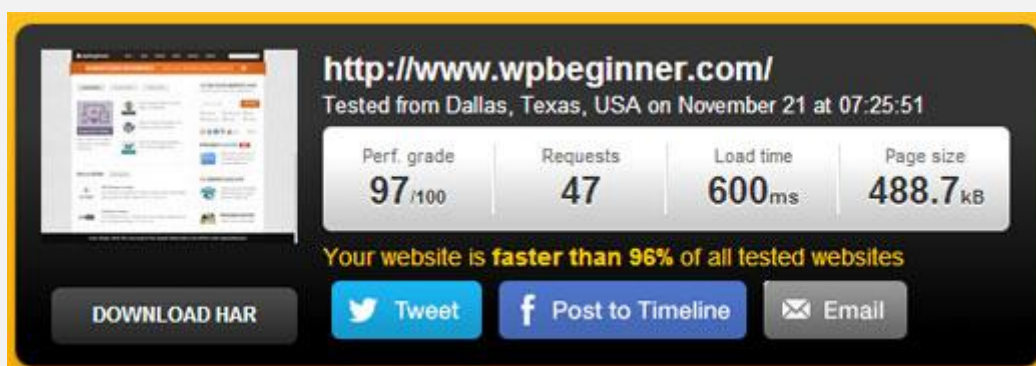 http://www.wpbeginner.com/
Tested from Dallas, Texas, USA on November 21 at 07:25:51
Perf. grade
Requests
Load time
Page size
97/100
47
600ms
488.7kB
Your website is faster than 96% of all tested websites
DOWNLOAD HAR
Tweet
Post to Timeline
Email